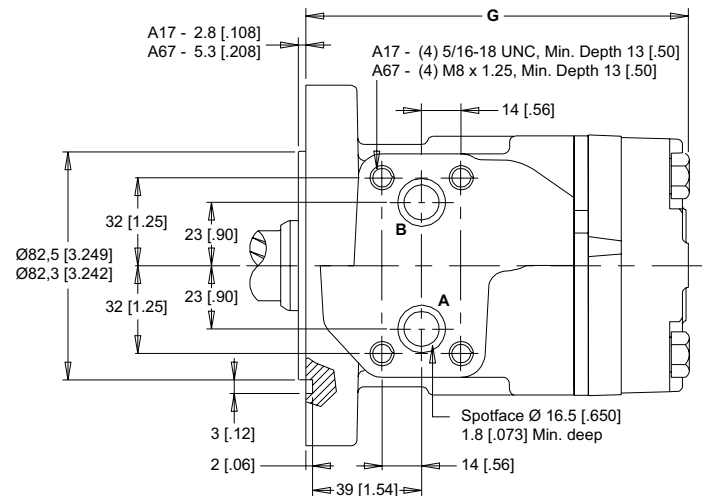 G
A17 - 2.8 [.108]
A67 - 5.3 [.208]
A17 - (4) 5/16-18 UNC, Min. Depth 13 [.50]
A67 - (4) M8 x 1.25, Min. Depth 13 [.50]
14 [.56]
32 [1.25]
23 [.90]
B
Ø82,5 [3.249]
Ø82,3 [3.242]
32 [1.25]
23 [.90]
A
Spotface Ø 16.5 [.650]
1.8 [.073] Min. deep
3 [.12]
2 [.06]
14 [.56]
39 [1.54]